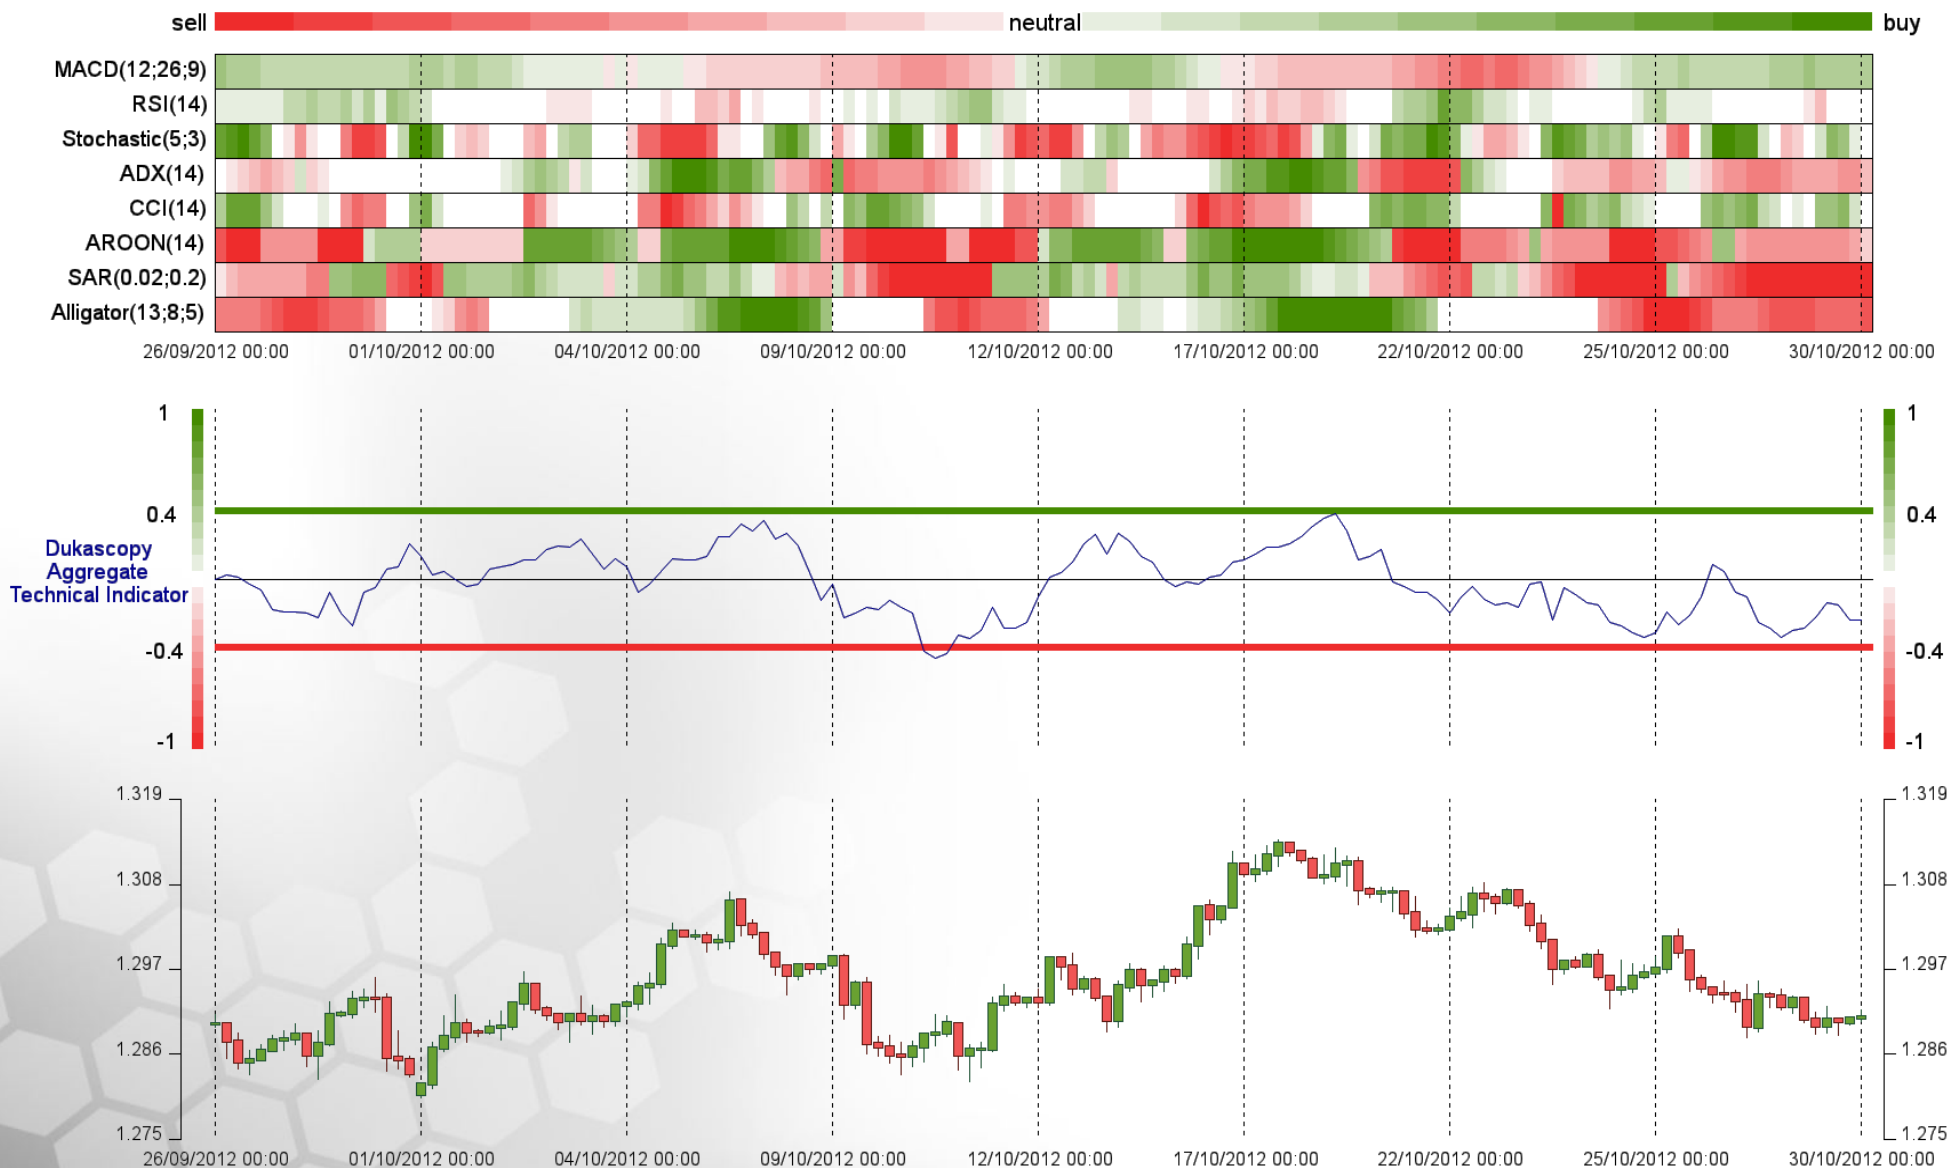 sell neutral buy
MACD(12;26;9)
RSI(14)
Stochastic(5;3)
ADX(14)
CCI(14)
AROON(14)
SAR(0.02;0.2)
Alligator(13;8;5)
26/09/2012 00:00 01/10/2012 00:00 04/10/2012 00:00 09/10/2012 00:00 12/10/2012 00:00 17/10/2012 00:00 22/10/2012 00:00 25/10/2012 00:00 30/10/2012 00:00
1 1
0.4 0.4
Dukascopy
Aggregate
Technical Indicator
-0.4 -0.4
-1 -1
1.319 1.319
1.308 1.308
1.297 1.297
1.286 1.286
1.275 1.275
26/09/2012 00:00 01/10/2012 00:00 04/10/2012 00:00 09/10/2012 00:00 12/10/2012 00:00 17/10/2012 00:00 22/10/2012 00:00 25/10/2012 00:00 30/10/2012 00:00